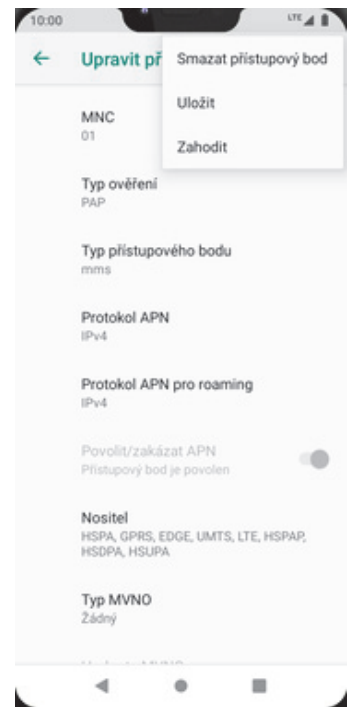 10:00
LTE
Upravit př
Smazat přístupový bod
Uložit
Zahodit
MNC
01
Typ ověření
PAP
Typ přístupového bodu
mms
Protokol APN
IPv4
Protokol APN pro roaming
IPv4
Povolit/zakázat APN
Přístupový bod je povolen
Nositel
HSPA, GPRS, EDGE, UMTS, LTE, HSPAP,
HSDPA, HSUPA
Typ MVNO
Žádný